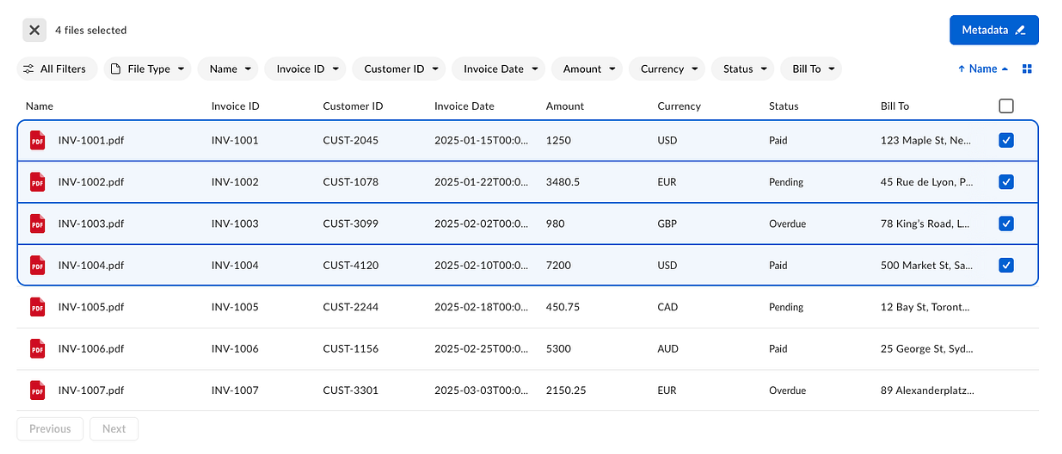 4 files selected Metadata
All Filters File Type Name Invoice ID Customer ID Invoice Date Amount Currency Status Bill To Name
Name Invoice ID Customer ID Invoice Date Amount Currency Status Bill To
PDF INV-1001.pdf INV-1001 CUST-2045 2025-01-15T00:0... 1250 USD Paid 123 Maple St, Ne...
PDF INV-1002.pdf INV-1002 CUST-1078 2025-01-22T00:0... 3480.5 EUR Pending 45 Rue de Lyon, P...
PDF INV-1003.pdf INV-1003 CUST-3099 2025-02-02T00:0... 980 GBP Overdue 78 King's Road, L...
PDF INV-1004.pdf INV-1004 CUST-4120 2025-02-10T00:0... 7200 USD Paid 500 Market St, Sa...
PDF INV-1005.pdf INV-1005 CUST-2244 2025-02-18T00:0... 450.75 CAD Pending 12 Bay St, Toront...
PDF INV-1006.pdf INV-1006 CUST-1156 2025-02-25T00:0... 5300 AUD Paid 25 George St, Syd...
PDF INV-1007.pdf INV-1007 CUST-3301 2025-03-03T00:0... 2150.25 EUR Overdue 89 Alexanderplatz...
Previous Next